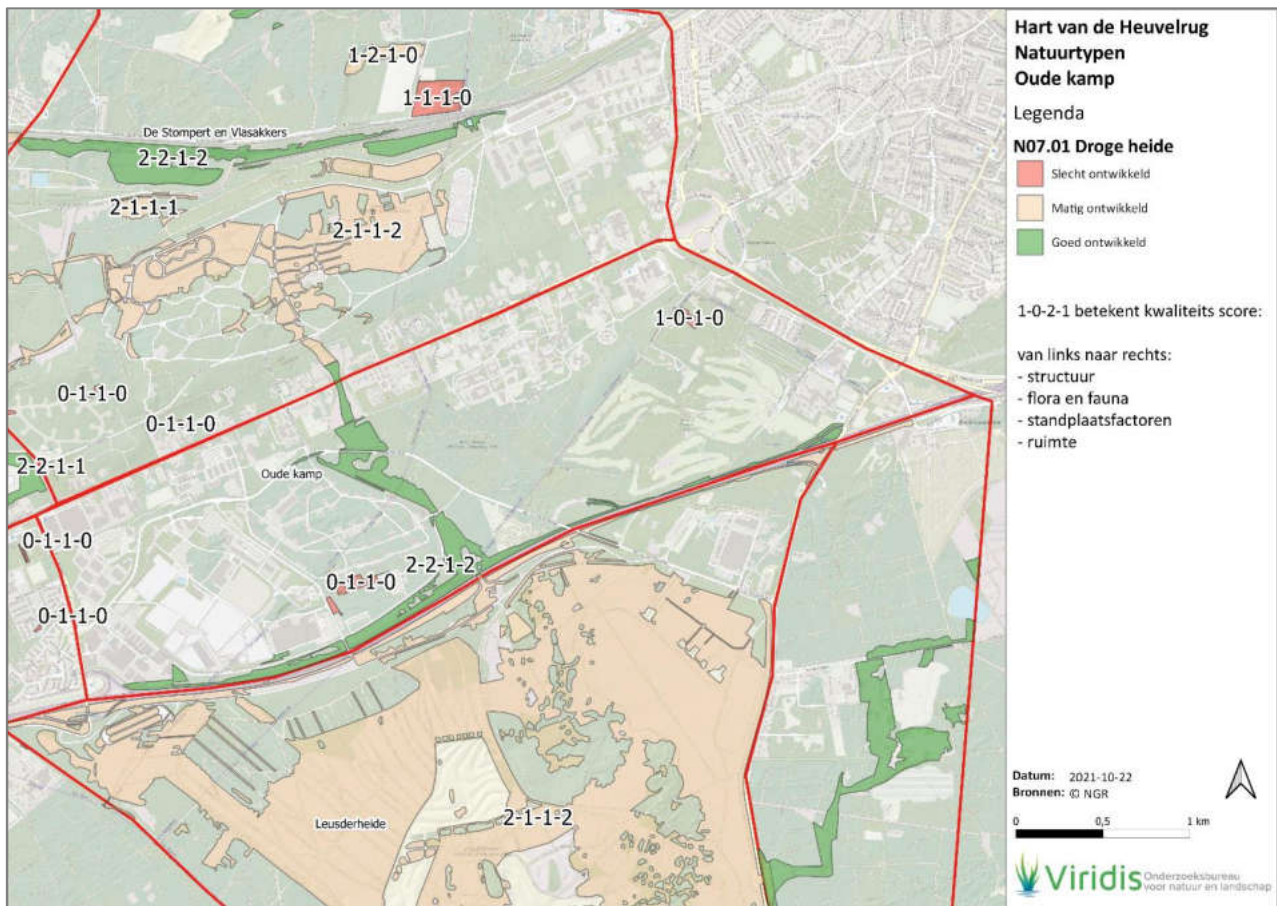 1-2-1-0
1-1-1-0
De Stompert en Vlasakkers
2-2-1-2
2-1-1-1
2-1-1-2
1-0-1-0
0-1-1-0
0-1-1-0
2-2-1-1
Oude kamp
0-1-1-0
0-1-1-0
2-2-1-2
0-1-1-0
2-1-1-2
Leusderheide
Hart van de Heuvelrug
Natuurtypen
Oude kamp
Legenda
N07.01 Droge heide
Slecht ontwikkeld
Matig ontwikkeld
Goed ontwikkeld
1-0-2-1 betekent kwaliteits score:
van links naar rechts:
- structuur
- flora en fauna
- standplaatsfactoren
- ruimte
Datum: 2021-10-22
Bronnen: © NGR
0 0,5 1 km
Viridis Onderzoeksbureau
voor natuur en landschap